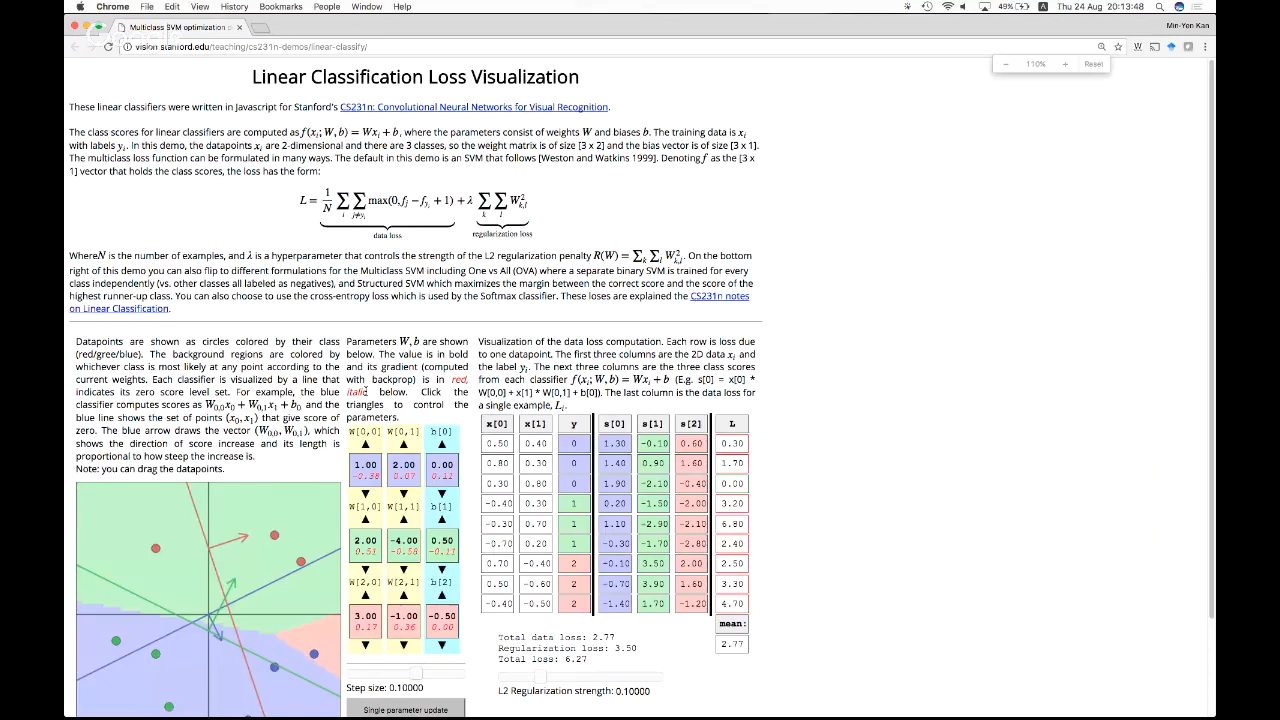 Chrome File Edit View History Bookmarks People Window Help 49% Thu 24 Aug 20:13:48
Multiclass SVM optimization Min-Yen Kan
vision.stanford.edu/teaching/cs231n-demos/linear-classify/
− 110% + Reset
Linear Classification Loss Visualization
These linear classifiers were written in Javascript for Stanford's CS231n: Convolutional Neural Networks for Visual Recognition.
The class scores for linear classifiers are computed as f(xi; W, b) = Wxi + b, where the parameters consist of weights W and biases b. The training data is xi
with labels yi. In this demo, the datapoints xi are 2-dimensional and there are 3 classes, so the weight matrix is of size [3 x 2] and the bias vector is of size [3 x 1].
The multiclass loss function can be formulated in many ways. The default in this demo is an SVM that follows [Weston and Watkins 1999]. Denoting f as the [3 x
1] vector that holds the class scores, the loss has the form:
L = 1/N ∑i ∑j≠yi max(0, fj − fyi + 1) + λ ∑k ∑l W²k,l
data loss regularization loss
Where N is the number of examples, and λ is a hyperparameter that controls the strength of the L2 regularization penalty R(W) = ∑k ∑l W²k,l. On the bottom
right of this demo you can also flip to different formulations for the Multiclass SVM including One vs All (OVA) where a separate binary SVM is trained for every
class independently (vs. other classes all labeled as negatives), and Structured SVM which maximizes the margin between the correct score and the score of the
highest runner-up class. You can also choose to use the cross-entropy loss which is used by the Softmax classifier. These loses are explained the CS231n notes
on Linear Classification.
Datapoints are shown as circles colored by their class
(red/gree/blue). The background regions are colored by
whichever class is most likely at any point according to the
current weights. Each classifier is visualized by a line that
indicates its zero score level set. For example, the blue
classifier computes scores as W0,0x0 + W0,1x1 + b0 and the
blue line shows the set of points (x0, x1) that give score of
zero. The blue arrow draws the vector (W0,0, W0,1), which
shows the direction of score increase and its length is
proportional to how steep the increase is.
Note: you can drag the datapoints.
Parameters W, b are shown
below. The value is in bold
and its gradient (computed
with backprop) is in red,
italic below. Click the
triangles to control the
parameters.
W[0,0] W[0,1] b[0]
1.00 2.00 0.00
-0.38 0.07 0.11
W[1,0] W[1,1] b[1]
2.00 -4.00 0.50
0.51 -0.58 -0.11
W[2,0] W[2,1] b[2]
3.00 -1.00 -0.50
0.17 0.36 0.00
Step size: 0.10000
Single parameter update
Visualization of the data loss computation. Each row is loss due
to one datapoint. The first three columns are the 2D data xi and
the label yi. The next three columns are the three class scores
from each classifier f(xi; W, b) = Wxi + b (E.g. s[0] = x[0] *
W[0,0] + x[1] * W[0,1] + b[0]). The last column is the data loss for
a single example, Li.
x[0] x[1] y s[0] s[1] s[2] L
0.50 0.40 0 1.30 -0.10 0.60 0.30
0.80 0.30 0 1.40 0.90 1.60 1.70
0.30 0.80 0 1.90 -2.10 -0.40 0.00
-0.40 0.30 1 0.20 -1.50 -2.00 3.20
-0.30 0.70 1 1.10 -2.90 -2.10 6.80
-0.70 0.20 1 -0.30 -1.70 -2.80 2.40
0.70 -0.40 2 -0.10 3.50 2.00 2.50
0.50 -0.60 2 -0.70 3.90 1.60 3.30
-0.40 -0.50 2 -1.40 1.70 -1.20 4.70
mean:
2.77
Total data loss: 2.77
Regularization loss: 3.50
Total loss: 6.27
L2 Regularization strength: 0.10000